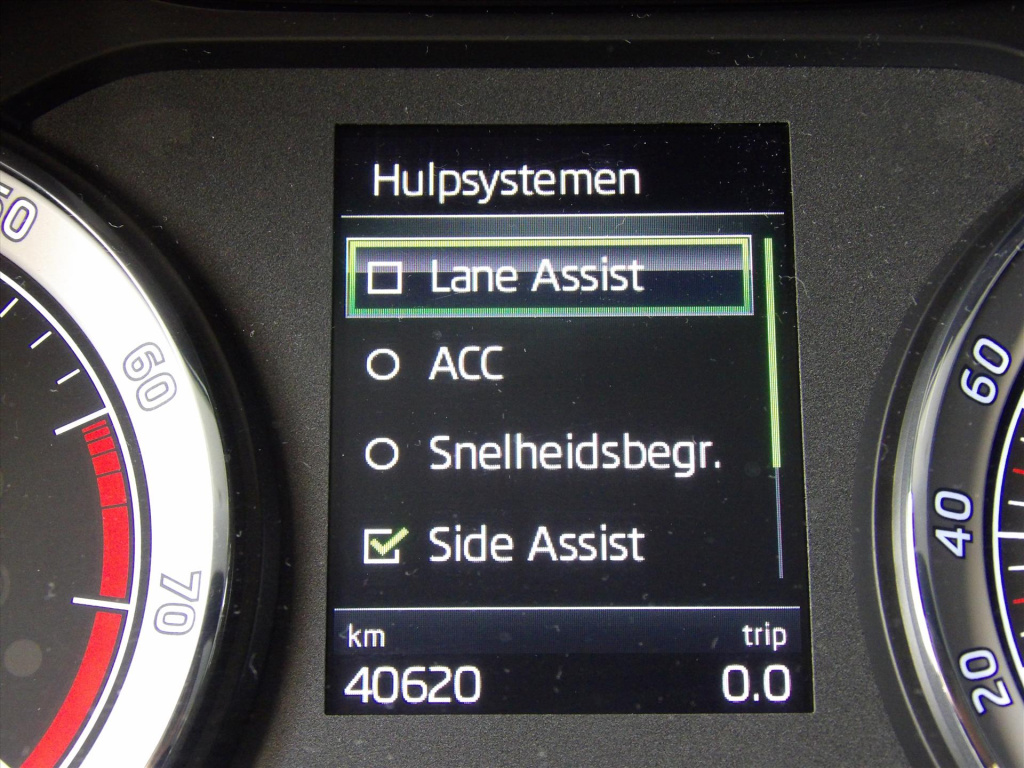 Hulpsystemen
Lane Assist
ACC
Snelheidsbegr.
Side Assist
km trip
40620 0.0
60
70
60
40
20